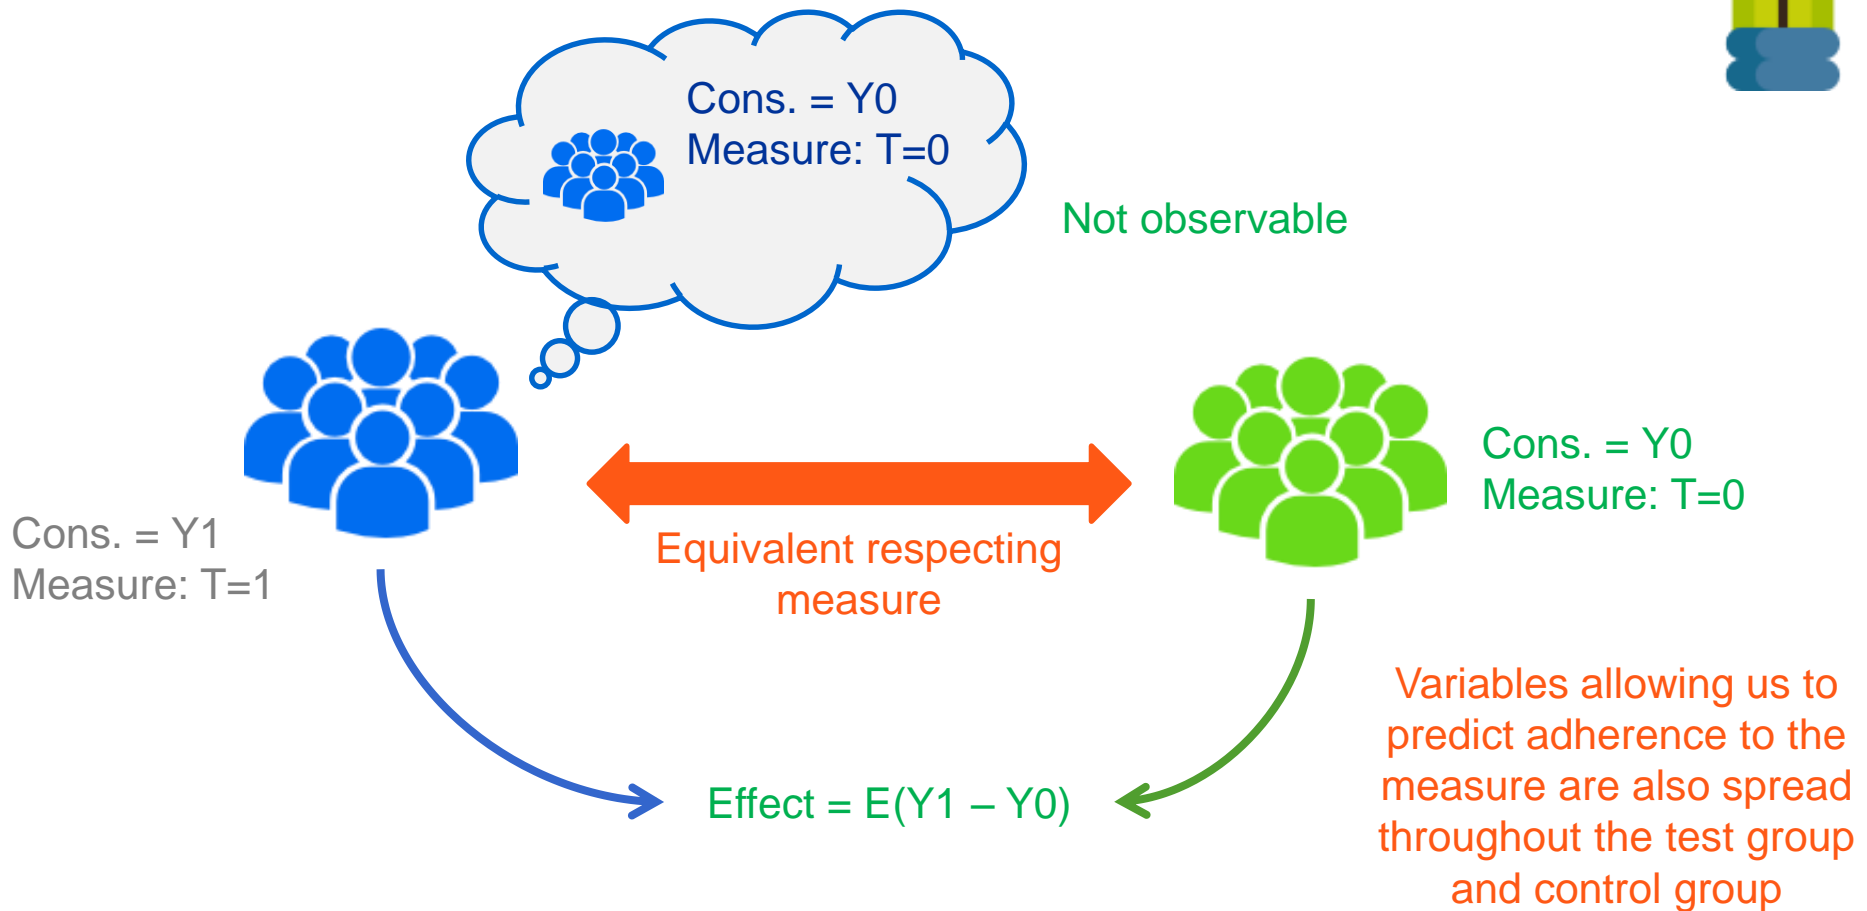 Cons. = Y0
Measure: T=0
Not observable
Cons. = Y0
Measure: T=0
Cons. = Y1
Measure: T=1
Equivalent respecting
measure
Effect = E(Y1 – Y0)
Variables allowing us to
predict adherence to the
measure are also spread
throughout the test group
and control group